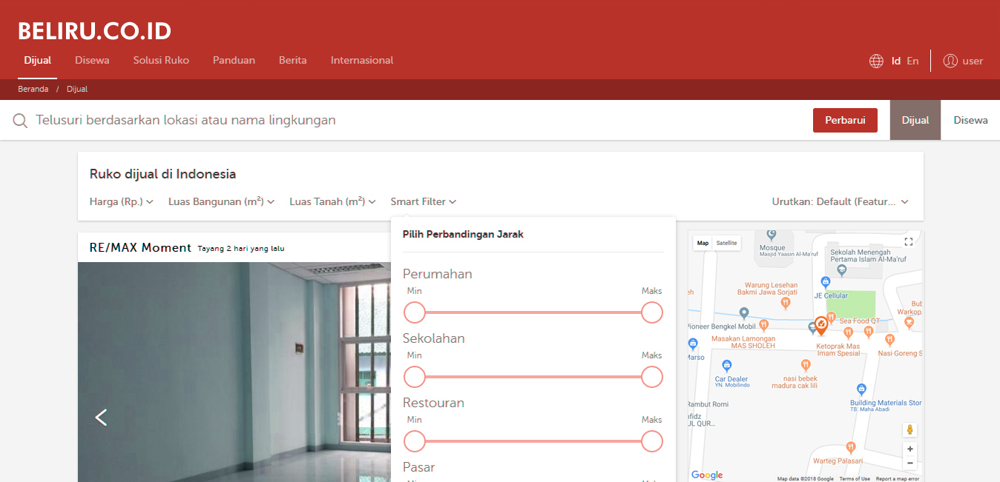 BELIRU.CO.ID
Dijual Disewa Solusi Ruko Panduan Berita Internasional
Id En user
Beranda / Dijual
Telusuri berdasarkan lokasi atau nama lingkungan
Perbarui Dijual Disewa
Ruko dijual di Indonesia
Harga (Rp.) Luas Bangunan (m²) Luas Tanah (m²) Smart Filter Urutkan: Default (Featur...
RE/MAX Moment Tayang 2 hari yang lalu
Pilih Perbandingan Jarak
Perumahan
Min Maks
Sekolahan
Min Maks
Restouran
Min Maks
Pasar
Map Satellite
Mosque
Masjid Yaasin Al-Ma'ruf
Sekolah Menengah
Pertama Islam Al-Ma'ruf
Warung Lesehan
Bakmi Jawa Sorjati
JE Cellular
Warkop
Sea Food QT
Pioneer Bengkel Mobil
Masakan Lamongan
MAS SHOLEH
Ketoprak Mas
Imam Spesial
Nasi Goreng S
Marso
Car Dealer
YN. Mobilindo
nasi bebek
madura cak lili
Building Materials Stor
TB. Maha Abadi
Rambut Romi
UL QUR...
Warteg Palasari
+
−
Google
Map data ©2018 Google Terms of Use Report a map error